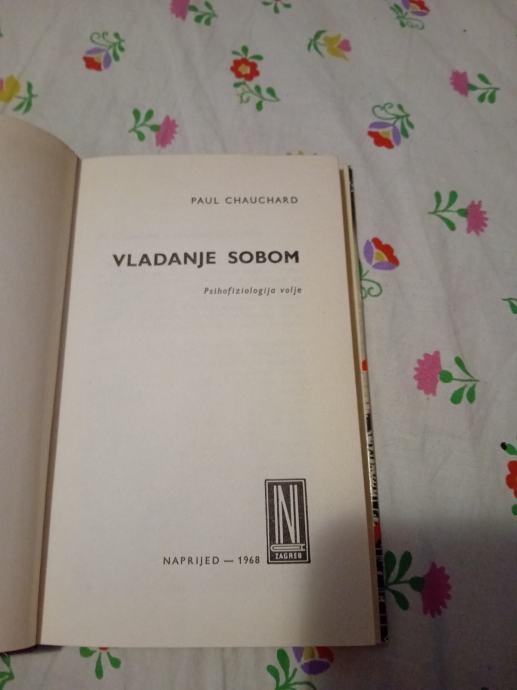 PAUL CHAUCHARD
VLADANJE SOBOM
Psihofiziologija volje
N
ZAGREB
NAPRIJED — 1968